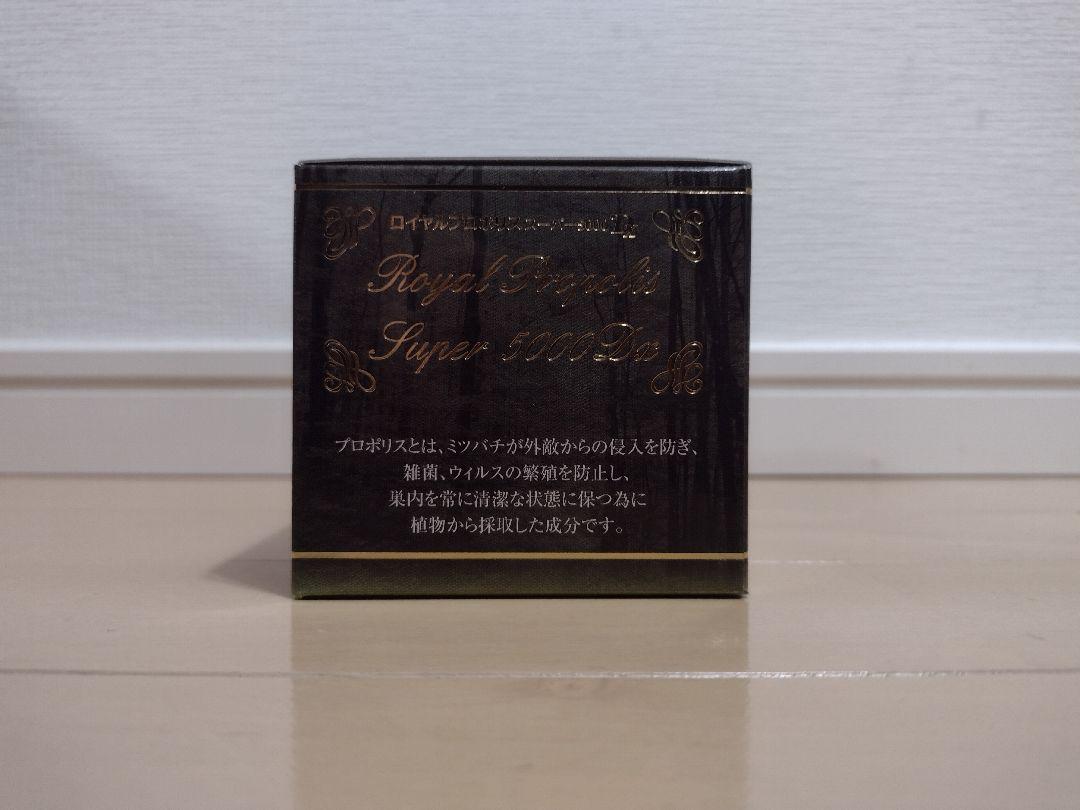 ロイヤルプロポリススーパー5000Dx
Royal Propolis
Super 5000Dx
プロポリスとは、ミツバチが外敵からの侵入を防ぎ、
雑菌、ウィルスの繁殖を防止し、
巣内を常に清潔な状態に保つ為に
植物から採取した成分です。